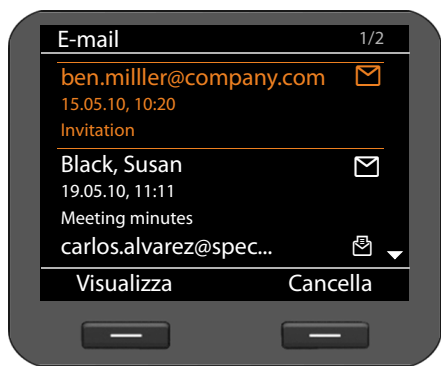 E-mail 1/2
ben.milller@company.com
15.05.10, 10:20
Invitation
Black, Susan
19.05.10, 11:11
Meeting minutes
carlos.alvarez@spec...
Visualizza Cancella